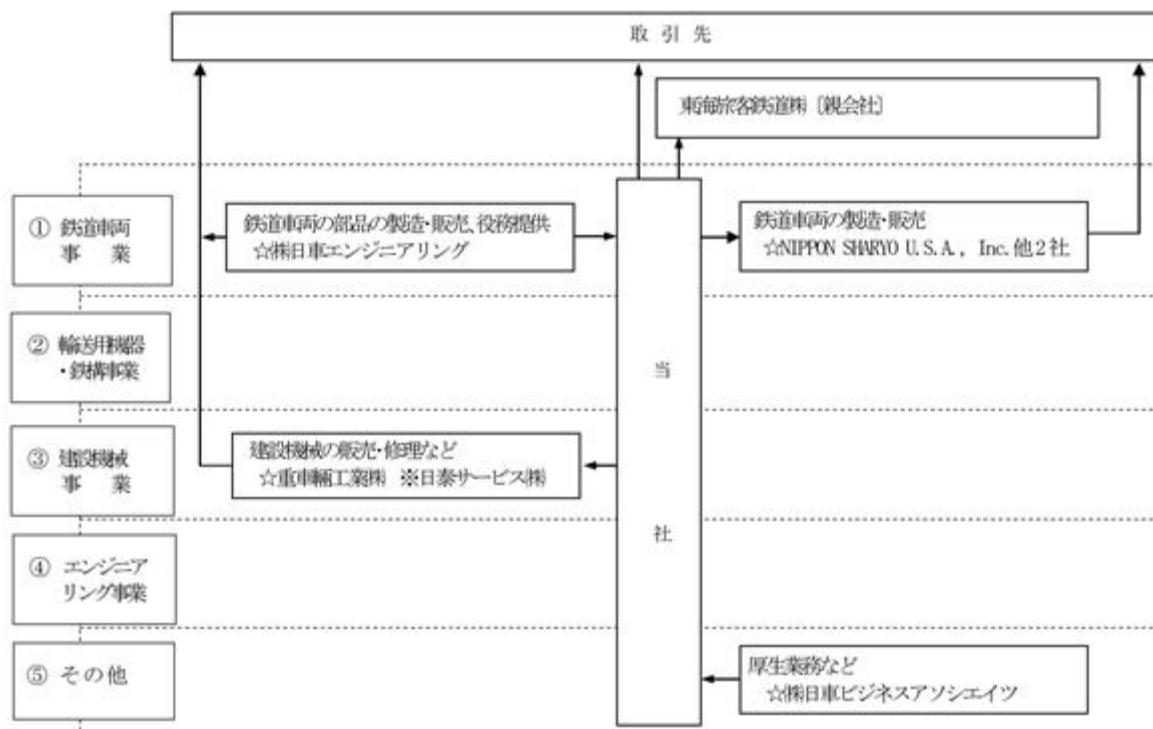 取 引 先
東海旅客鉄道㈱〔親会社〕
① 鉄道車両
事 業
鉄道車両の部品の製造・販売、役務提供
☆㈱日車エンジニアリング
鉄道車両の製造・販売
☆NIPPON SHARYO U.S.A., Inc.他2社
② 輸送用機器
・鉄構事業
当
社
③ 建設機械
事 業
建設機械の販売・修理など
☆重車輛工業㈱ ※日泰サービス㈱
④ エンジニア
リング事業
⑤ その他
厚生業務など
☆㈱日車ビジネスアソシエイツ